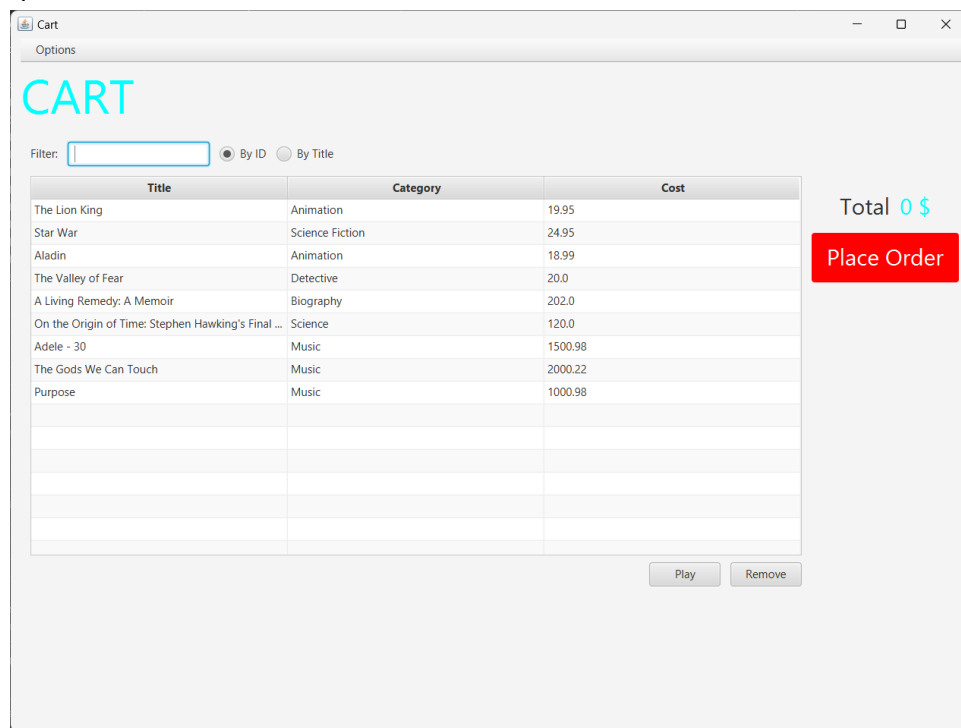 Cart
Options
CART
Filter: By ID By Title
Title Category Cost
The Lion King Animation 19.95
Star War Science Fiction 24.95
Aladin Animation 18.99
The Valley of Fear Detective 20.0
A Living Remedy: A Memoir Biography 202.0
On the Origin of Time: Stephen Hawking's Final ... Science 120.0
Adele - 30 Music 1500.98
The Gods We Can Touch Music 2000.22
Purpose Music 1000.98
Total 0 $
Place Order
Play Remove